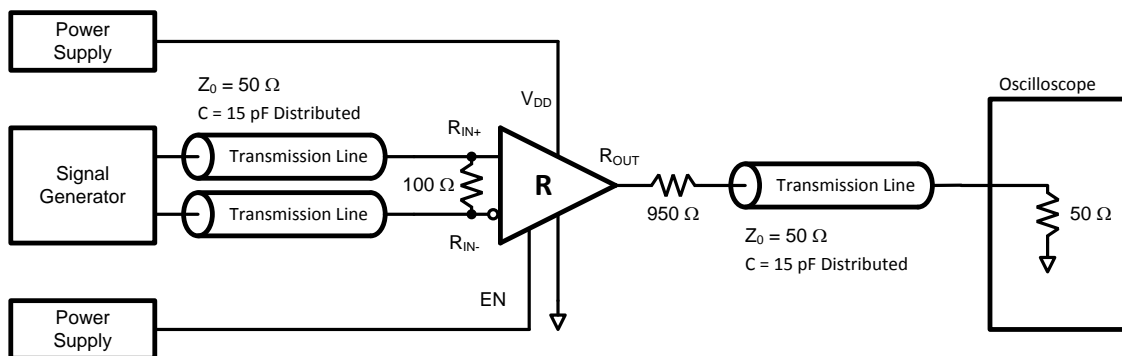 Power
Supply
Z₀ = 50 Ω
C = 15 pF Distributed
Transmission Line
Transmission Line
Signal
Generator
100 Ω
R_IN+
R_IN-
V_DD
R
EN
R_OUT
950 Ω
Transmission Line
Z₀ = 50 Ω
C = 15 pF Distributed
Oscilloscope
50 Ω
Power
Supply